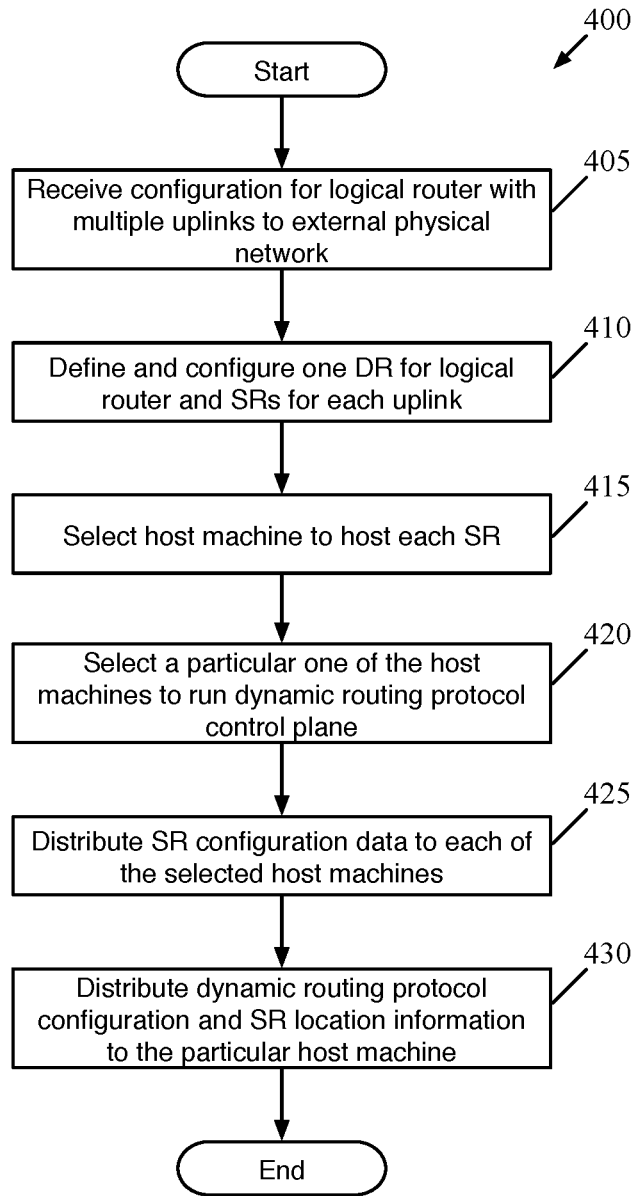 400
Start
405
Receive configuration for logical router with
multiple uplinks to external physical
network
410
Define and configure one DR for logical
router and SRs for each uplink
415
Select host machine to host each SR
420
Select a particular one of the host
machines to run dynamic routing protocol
control plane
425
Distribute SR configuration data to each of
the selected host machines
430
Distribute dynamic routing protocol
configuration and SR location information
to the particular host machine
End